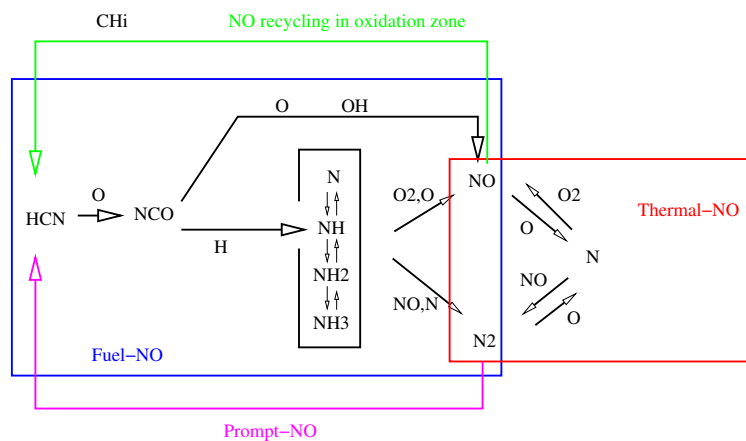 CHi
NO recycling in oxidation zone
O
OH
N
NO
O2,O
O2
O
HCN
NCO
NH
O
Thermal−NO
H
N
NH2
NO
NO,N
NH3
O
N2
Fuel−NO
Prompt−NO